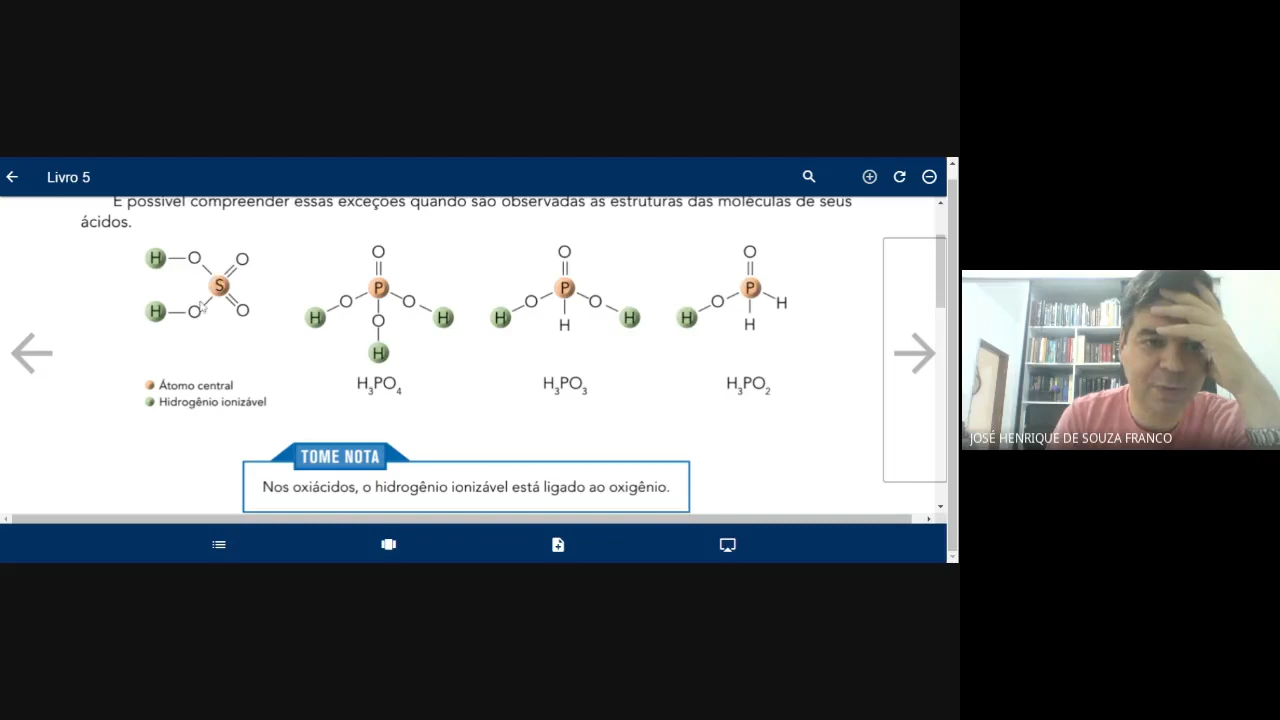 Livro 5
É possível compreender essas exceções quando são observadas as estruturas das moléculas de seus
ácidos.
H O S O
H O O
O
P
O O
H O H
H
O
P
O O
H H H
O
P
O H
H H
Átomo central
Hidrogênio ionizável
H3PO4 H3PO3 H3PO2
TOME NOTA
Nos oxiácidos, o hidrogênio ionizável está ligado ao oxigênio.
JOSÉ HENRIQUE DE SOUZA FRANCO